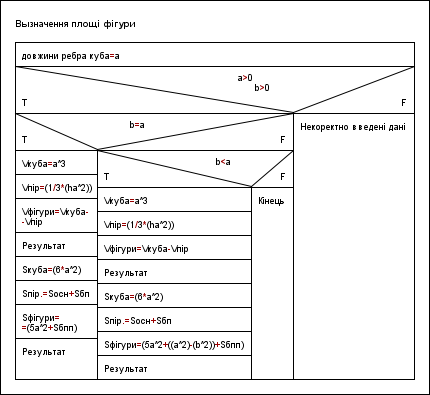 Визначення площі фігури
довжини ребра куба=a
a>0
b>0
T
F
b=a
Некоректно введені дані
T
F
Vкуба=a^3
Vпір=(1/3*(ha^2))
Vфігури=Vкуба-
-Vпір
Результат
Sкуба=(6*a^2)
Sпір.=Sосн+Sбп
Sфігури=
=(5a^2+Sбпп)
Результат
b<a
T
F
Vкуба=a^3
Vпір=(1/3*(ha^2))
Vфігури=Vкуба-Vпір
Результат
Sкуба=(6*a^2)
Sпір.=Sосн+Sбп
Sфігури=(5a^2+((a^2)-(b^2))+Sбпп)
Результат
Кінець